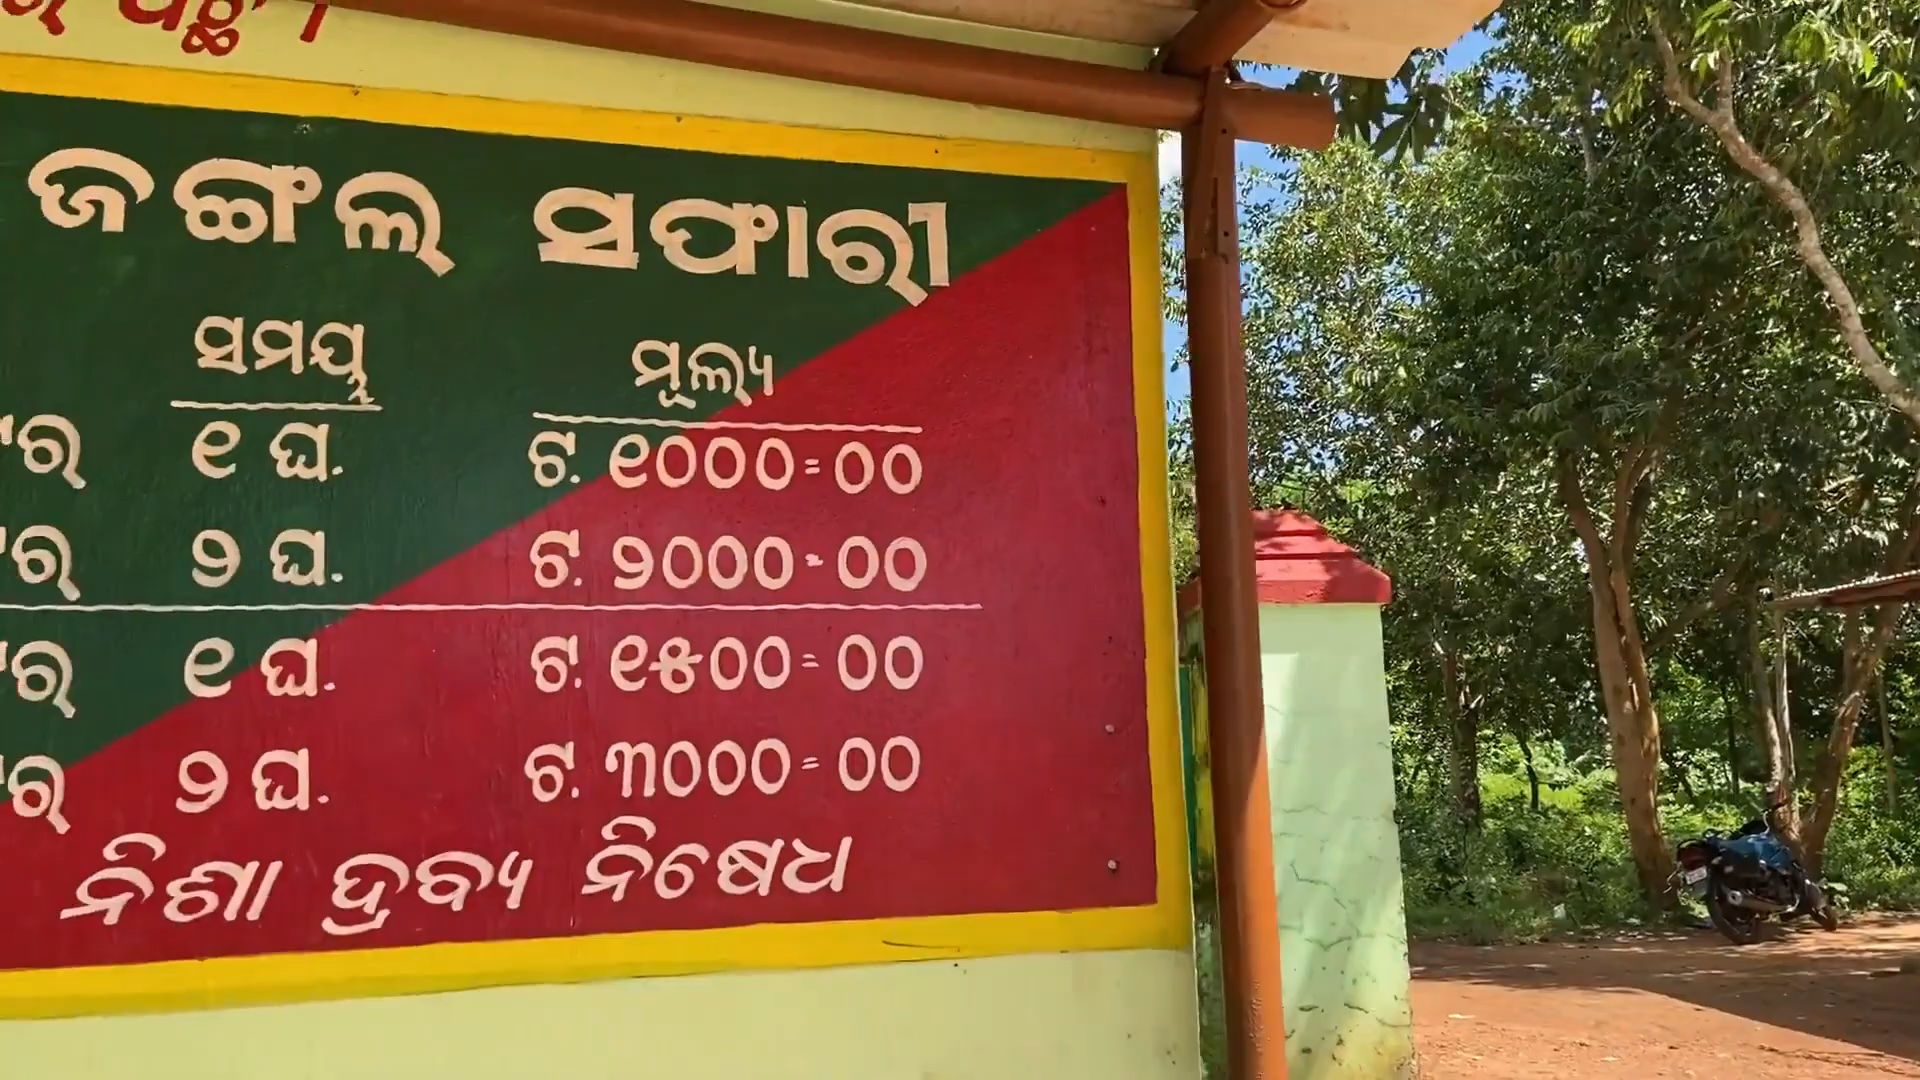 ଜଙ୍ଗଲ ସଫାରୀ
ସମୟ ମୂଲ୍ୟ
୧ ଘ. ଟ. ୧୦୦୦=୦୦
୨ ଘ. ଟ. ୨୦୦୦=୦୦
୧ ଘ. ଟ. ୧୫୦୦=୦୦
୨ ଘ. ଟ. ୩୦୦୦=୦୦
ନିଶା ଦ୍ରବ୍ୟ ନିଷେଧ